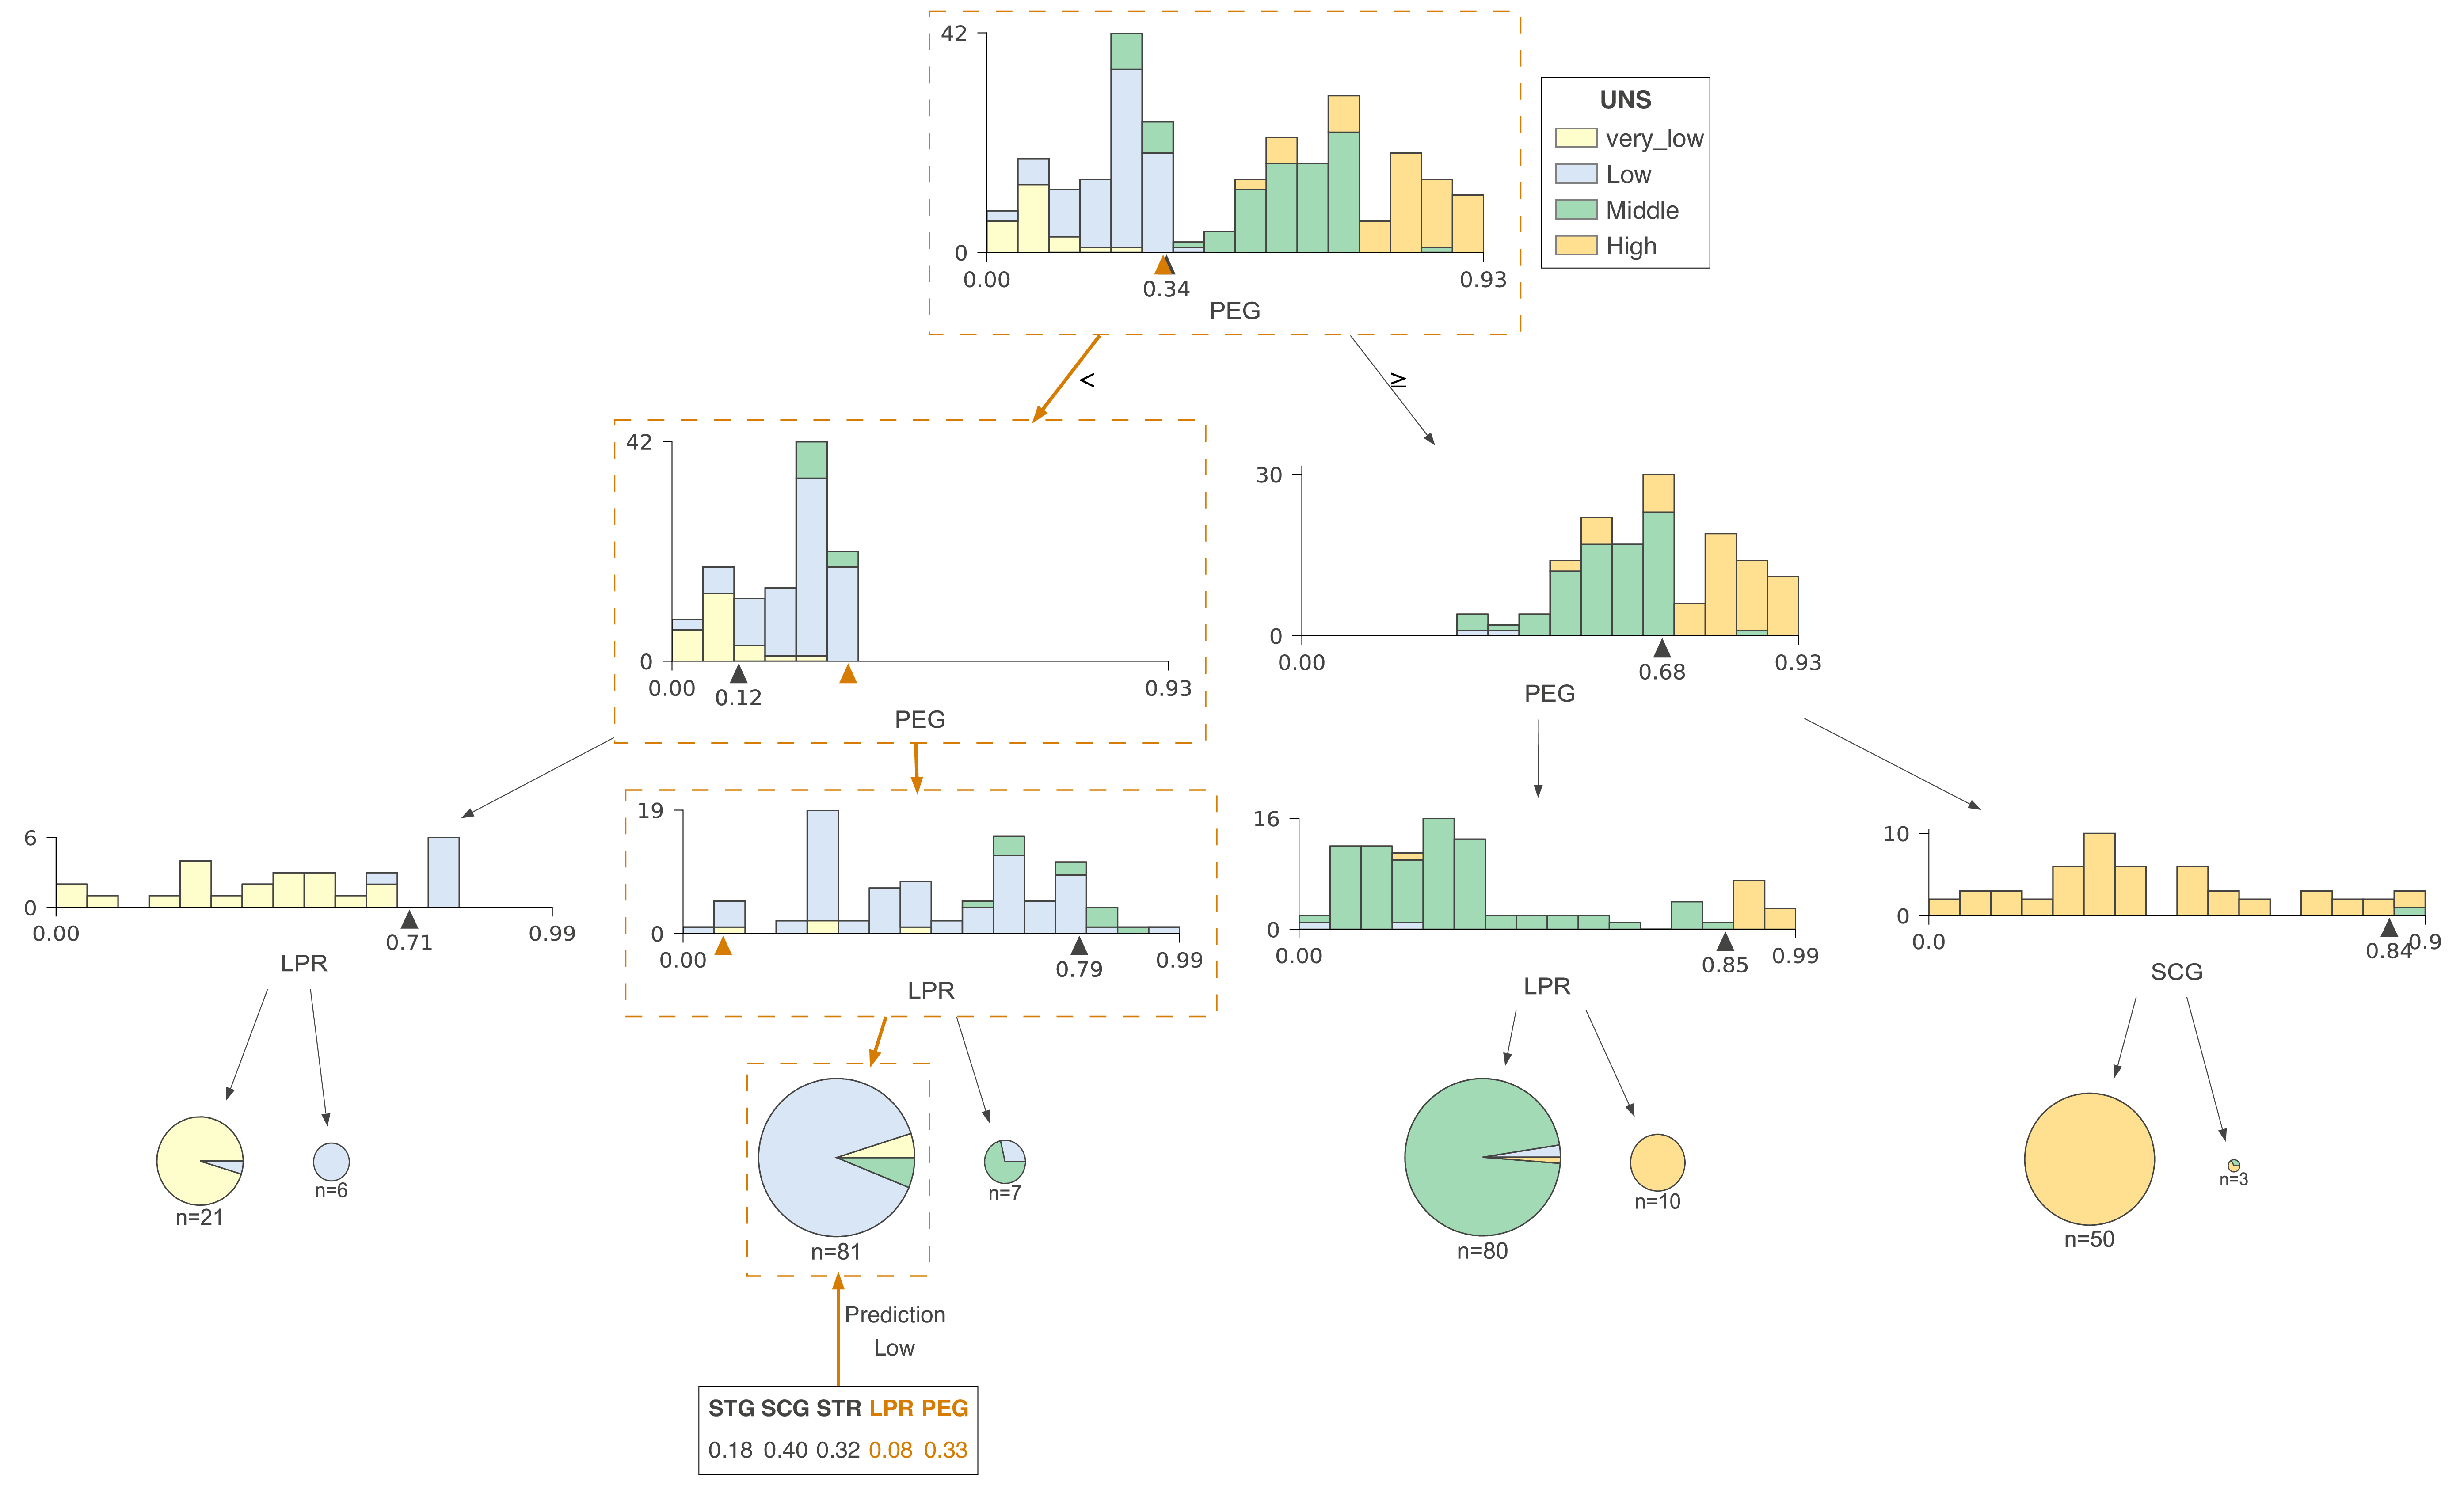 42
0
0.00
0.34
0.93
PEG
UNS
very_low
Low
Middle
High
<
≥
42
0
0.00
0.12
0.93
PEG
30
0
0.00
0.68
0.93
PEG
6
0
0.00
0.71
0.99
LPR
19
0
0.00
0.79
0.99
LPR
16
0
0.00
0.85
0.99
LPR
10
0
0.0
0.84
0.9
SCG
n=21
n=6
n=81
n=7
n=80
n=10
n=50
n=3
Prediction
Low
STG SCG STR LPR PEG
0.18 0.40 0.32 0.08 0.33